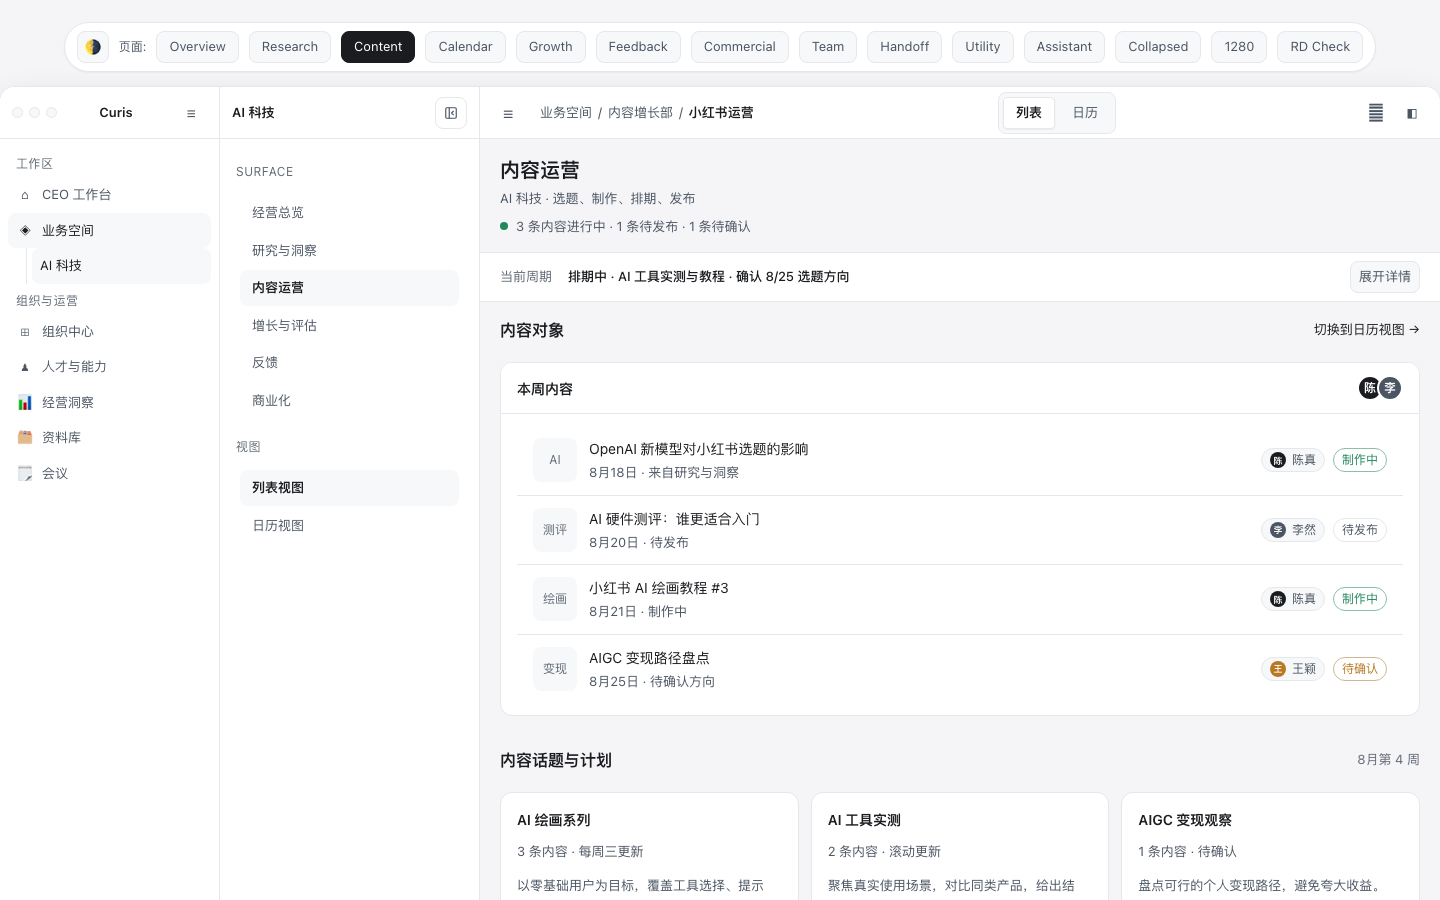 页面:
Overview
Research
Content
Calendar
Growth
Feedback
Commercial
Team
Handoff
Utility
Assistant
Collapsed
1280
RD Check
Curis
工作区
CEO 工作台
业务空间
AI 科技
组织与运营
组织中心
人才与能力
经营洞察
资料库
会议
AI 科技
SURFACE
经营总览
研究与洞察
内容运营
增长与评估
反馈
商业化
视图
列表视图
日历视图
业务空间 / 内容增长部 / 小红书运营
列表
日历
内容运营
AI 科技 · 选题、制作、排期、发布
3 条内容进行中 · 1 条待发布 · 1 条待确认
当前周期 排期中 · AI 工具实测与教程 · 确认 8/25 选题方向
展开详情
内容对象
切换到日历视图 →
本周内容
陈 李
AI
OpenAI 新模型对小红书选题的影响
8月18日 · 来自研究与洞察
陈 陈真
制作中
测评
AI 硬件测评：谁更适合入门
8月20日 · 待发布
李 李然
待发布
绘画
小红书 AI 绘画教程 #3
8月21日 · 制作中
陈 陈真
制作中
变现
AIGC 变现路径盘点
8月25日 · 待确认方向
王 王颖
待确认
内容话题与计划
8月第 4 周
AI 绘画系列
3 条内容 · 每周三更新
以零基础用户为目标，覆盖工具选择、提示
AI 工具实测
2 条内容 · 滚动更新
聚焦真实使用场景，对比同类产品，给出结
AIGC 变现观察
1 条内容 · 待确认
盘点可行的个人变现路径，避免夸大收益。